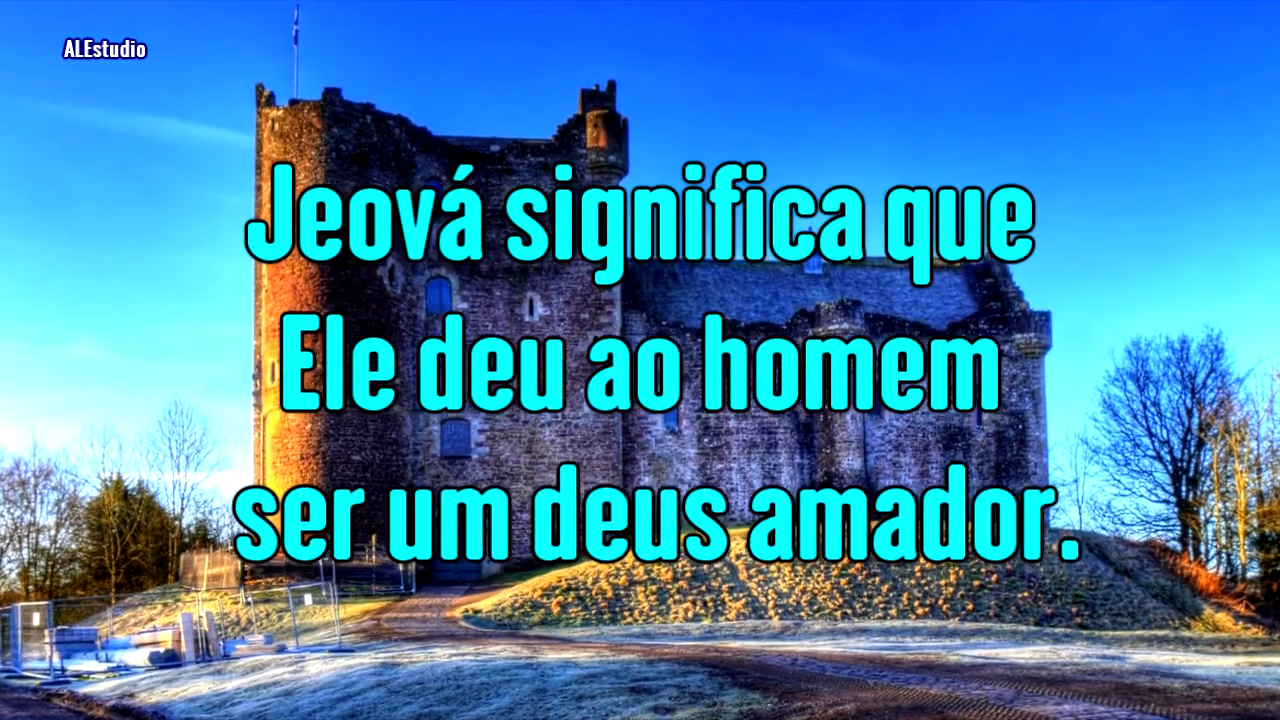 ALEstudio
Jeová significa que
Ele deu ao homem
ser um deus amador.